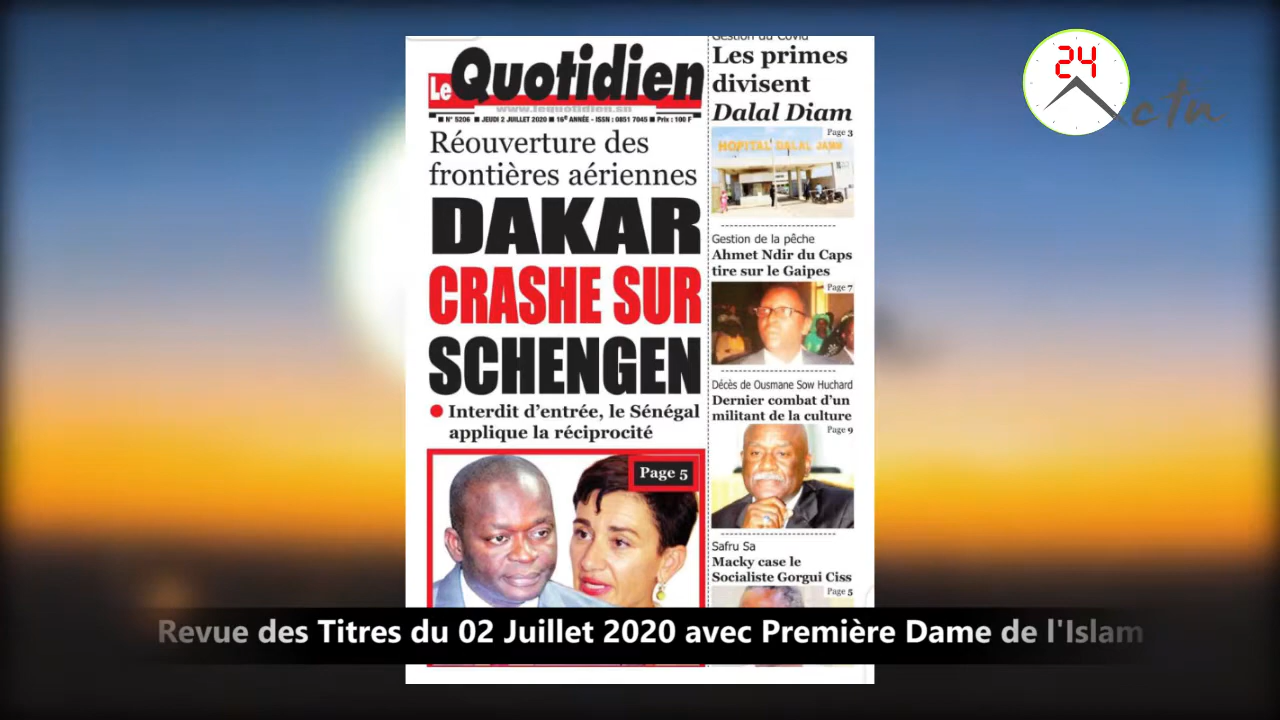 24
ctu
Le Quotidien
www.lequotidien.sn
■ N° 5206 ■ JEUDI 2 JUILLET 2020 ■ 16E ANNÉE - ISSN : 0851 7045 ■ Prix : 100 F
Réouverture des
frontières aériennes
DAKAR
CRASHE SUR
SCHENGEN
● Interdit d’entrée, le Sénégal
applique la réciprocité
Page 5
Gestion du Covid
Les primes
divisent
Dalal Diam
Page 3
HOPITAL DALAL JAMM
Gestion de la pêche
Ahmet Ndir du Caps
tire sur le Gaipes
Page 7
Décès de Ousmane Sow Huchard
Dernier combat d’un
militant de la culture
Page 9
Safru Sa
Macky case le
Socialiste Gorgui Ciss
Page 5
Revue des Titres du 02 Juillet 2020 avec Première Dame de l'Islam